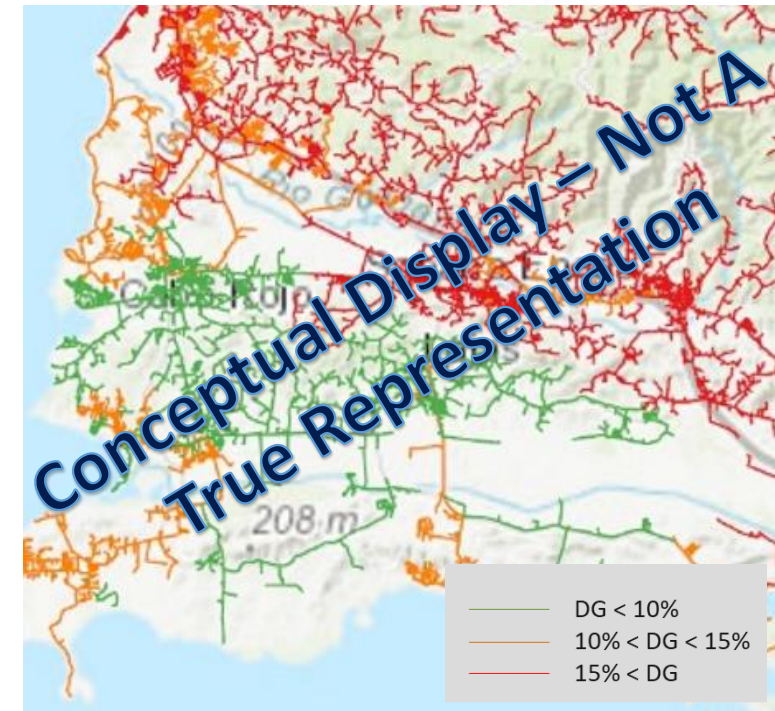 Conceptual Display – Not A
True Representation
208 m
DG < 10%
10% < DG < 15%
15% < DG